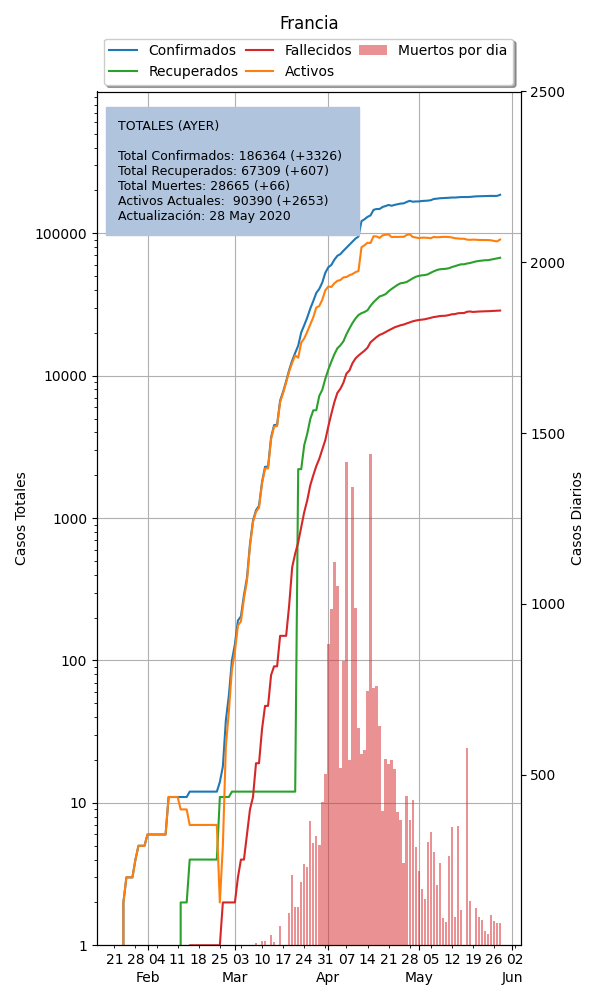 Francia
Confirmados
Recuperados
Fallecidos
Activos
Muertos por dia
TOTALES (AYER)
Total Confirmados: 186364 (+3326)
Total Recuperados: 67309 (+607)
Total Muertes: 28665 (+66)
Activos Actuales:  90390 (+2653)
Actualización: 28 May 2020
Casos Totales
100000
10000
1000
100
10
1
2500
2000
1500
1000
500
Casos Diarios
21 28 04 11 18 25 03 10 17 24 31 07 14 21 28 05 12 19 26 02
Feb Mar Apr May Jun